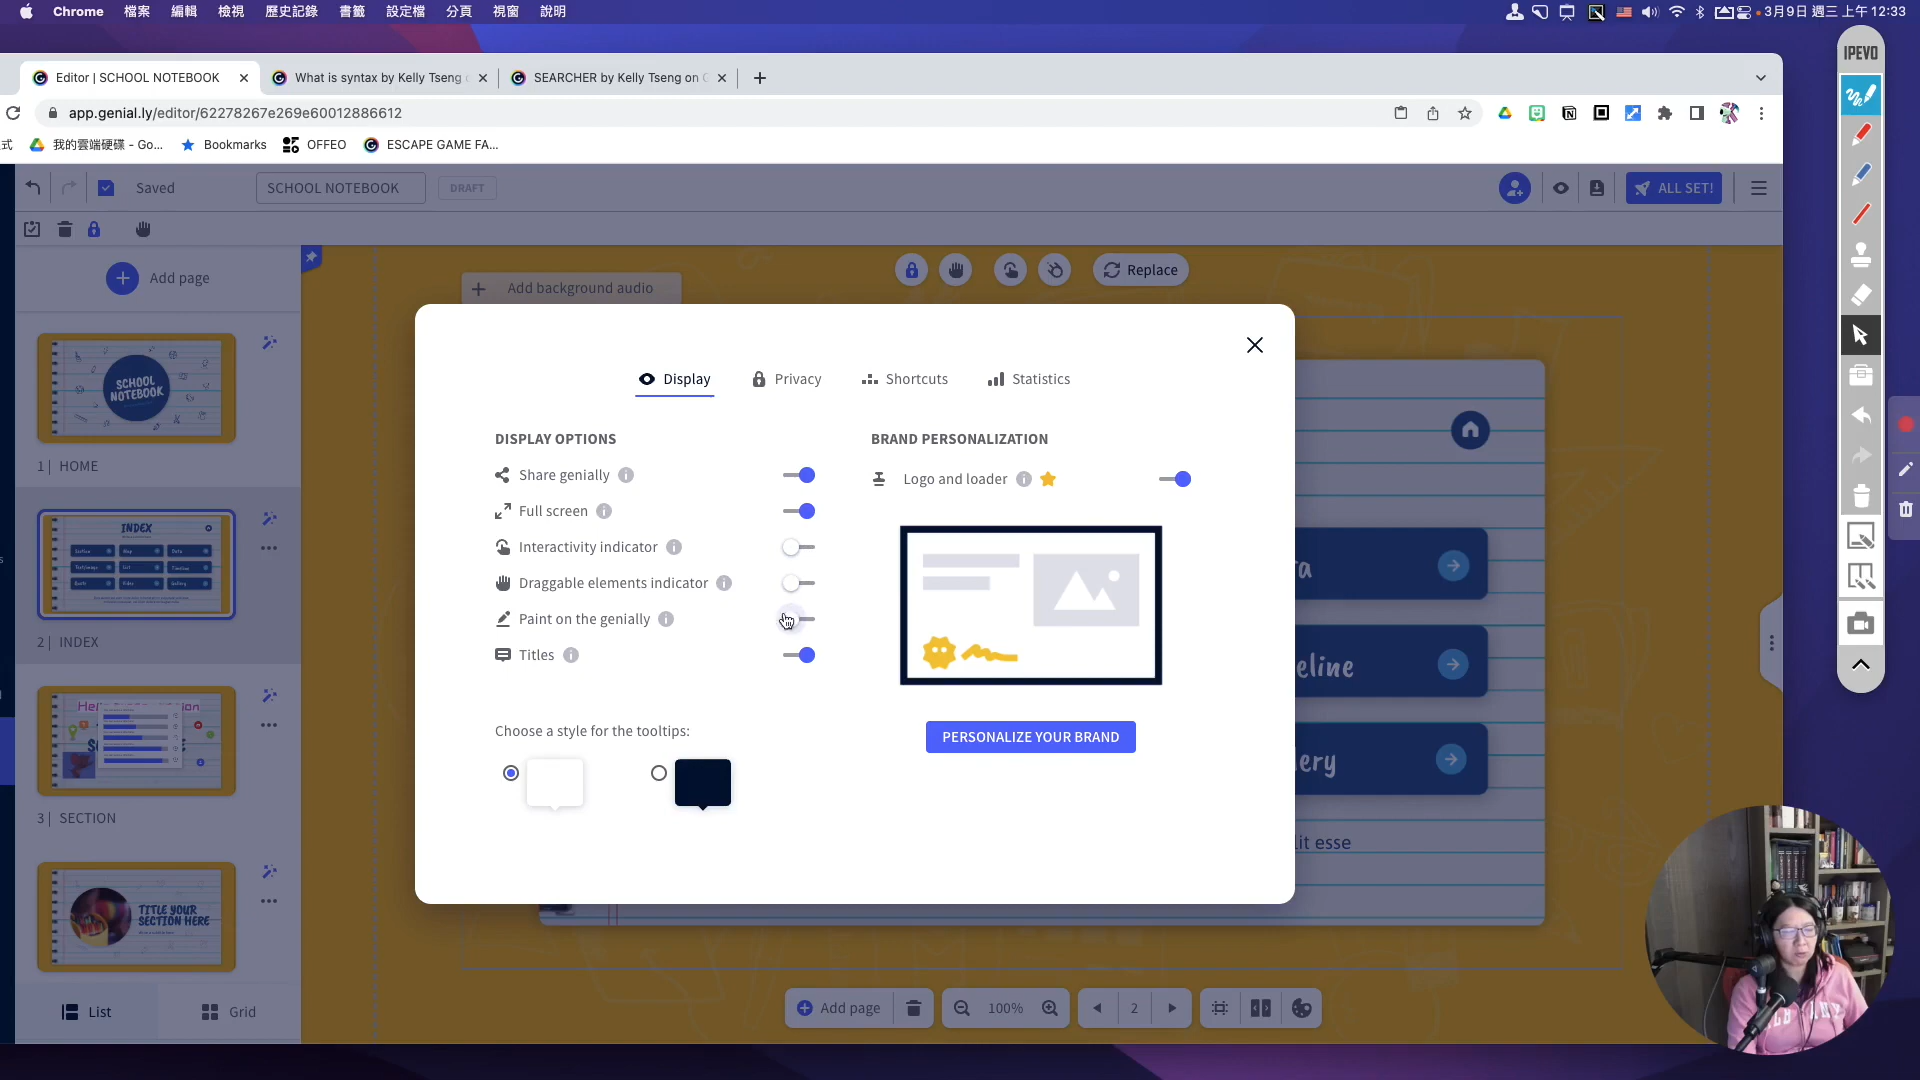 Chrome 檔案 編輯 檢視 歷史記錄 書籤 設定檔 分頁 視窗 說明 3月9日 週三 上午 12:33
IPEVO
Editor | SCHOOL NOTEBOOK What is syntax by Kelly Tseng SEARCHER by Kelly Tseng on G
app.genial.ly/editor/62278267e269e60012886612
式 我的雲端硬碟 - Go... Bookmarks OFFEO ESCAPE GAME FA...
Saved SCHOOL NOTEBOOK DRAFT ALL SET!
Add page
Replace
Add background audio
SCHOOL NOTEBOOK
1 | HOME
INDEX
2 | INDEX
3 | SECTION
TITLE YOUR
SECTION HERE
List Grid
Display Privacy Shortcuts Statistics
DISPLAY OPTIONS
Share genially
Full screen
Interactivity indicator
Draggable elements indicator
Paint on the genially
Titles
Choose a style for the tooltips:
BRAND PERSONALIZATION
Logo and loader
PERSONALIZE YOUR BRAND
ta
eline
lery
lit esse
Add page 100% 2